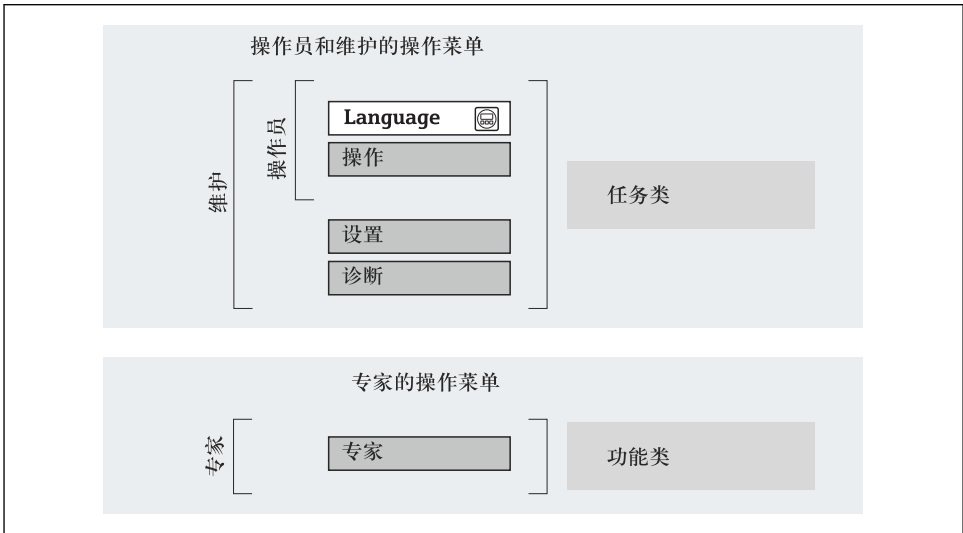 操作员和维护的操作菜单
维护
操作员
Language
操作
设置
诊断
任务类
专家的操作菜单
专家
专家
功能类